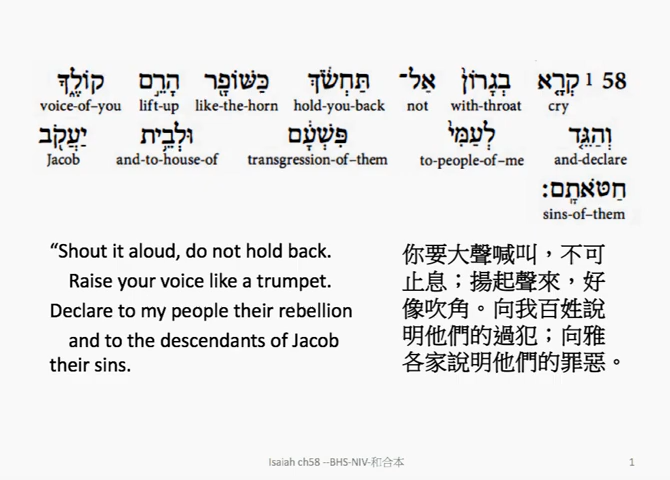 58 1 קְרָ֤א בְגָרוֹן֙ אַל־ תַּחְשֹׂ֔ךְ כַּשּׁוֹפָ֖ר הָרֵ֣ם קוֹלֶ֑ךָ
cry with-throat not hold-you-back like-the-horn lift-up voice-of-you
וְהַגֵּ֤ד לְעַמִּי֙ פִּשְׁעָ֔ם וּלְבֵ֥ית יַעֲקֹ֖ב
and-declare to-people-of-me transgression-of-them and-to-house-of Jacob
חַטֹּאתָֽם׃
sins-of-them
“Shout it aloud, do not hold back.
Raise your voice like a trumpet.
Declare to my people their rebellion
and to the descendants of Jacob
their sins.
你要大聲喊叫，不可
止息；揚起聲來，好
像吹角。向我百姓說
明他們的過犯；向雅
各家說明他們的罪惡。
Isaiah ch58 --BHS-NIV-和合本
1